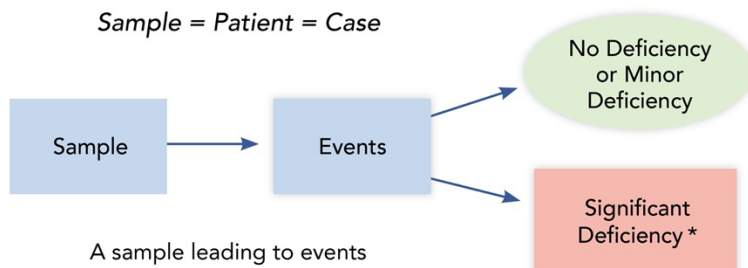 Sample = Patient = Case
No Deficiency
or Minor
Deficiency
Sample
Events
Significant
Deficiency *
A sample leading to events